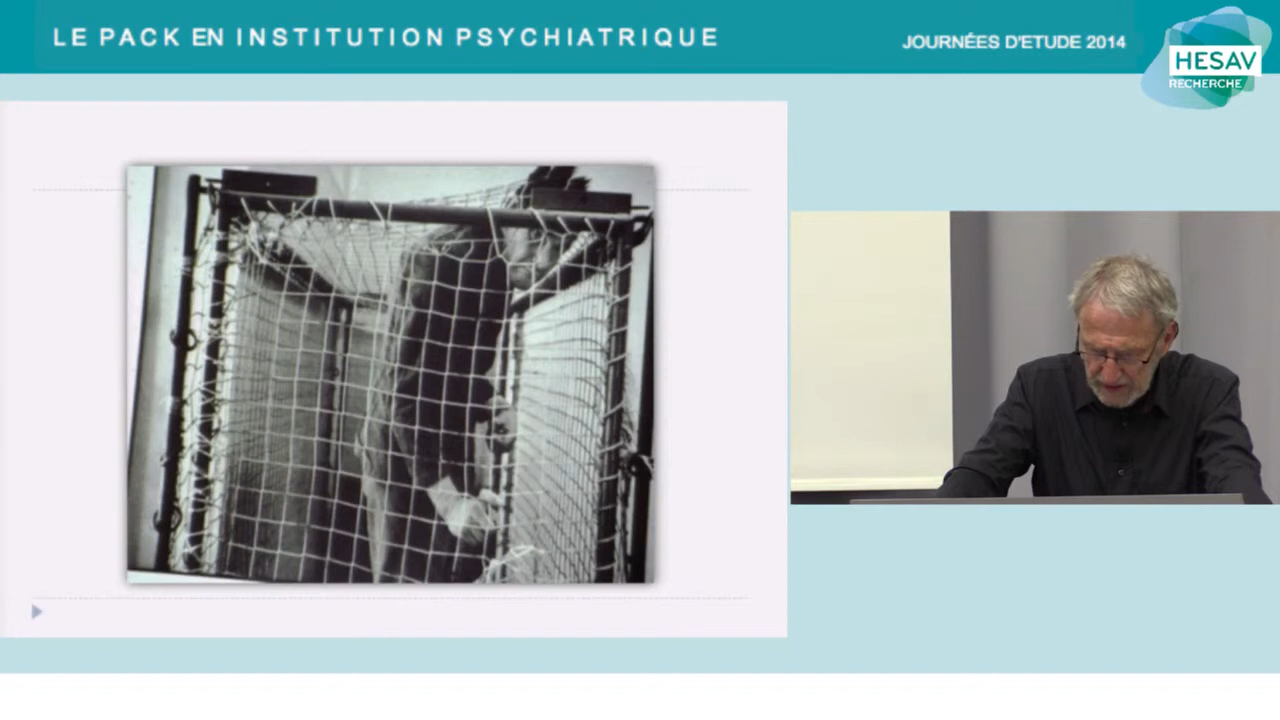 LE PACK EN INSTITUTION PSYCHIATRIQUE
JOURNÉES D'ETUDE 2014
HESAV
RECHERCHE